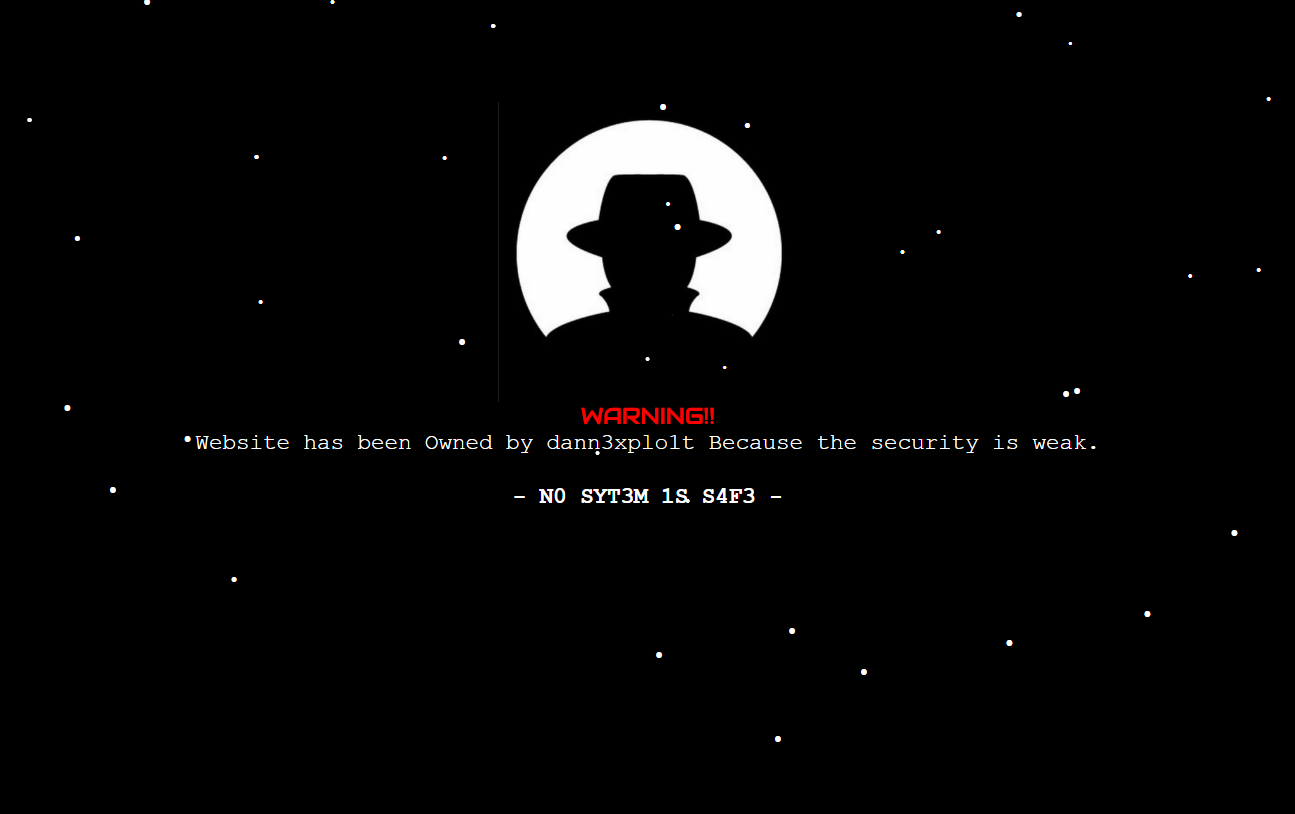 WARNING!!
Website has been Owned by dann3xplo1t Because the security is weak.
- N0 SYT3M 1S S4F3 -